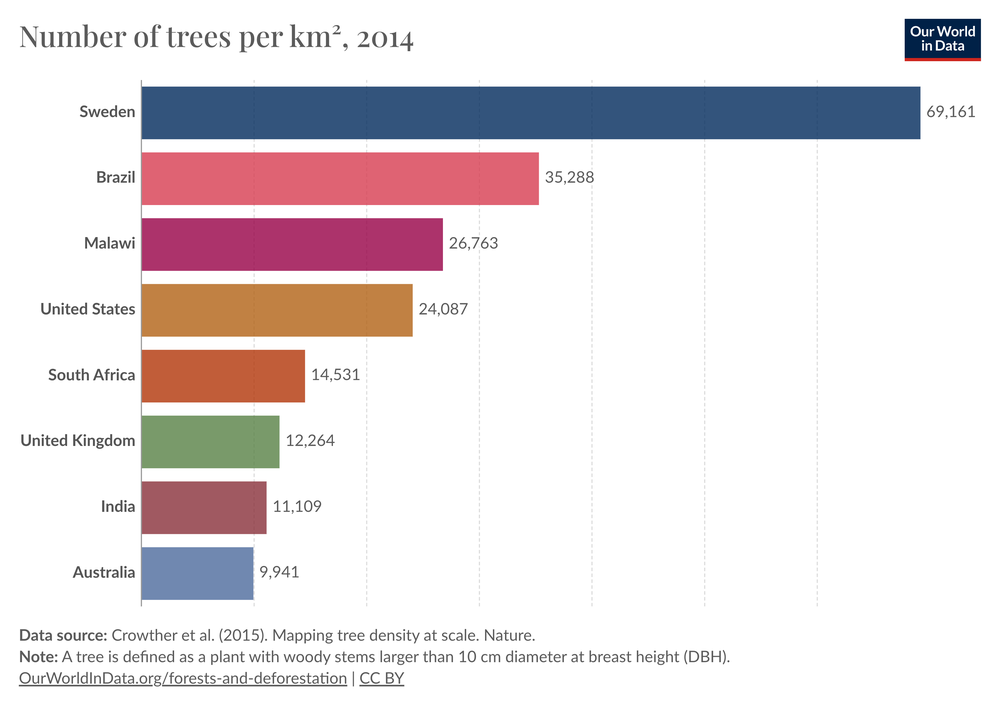 Number of trees per km², 2014
Our World
in Data
Sweden 69,161
Brazil 35,288
Malawi 26,763
United States 24,087
South Africa 14,531
United Kingdom 12,264
India 11,109
Australia 9,941
Data source: Crowther et al. (2015). Mapping tree density at scale. Nature.
Note: A tree is defined as a plant with woody stems larger than 10 cm diameter at breast height (DBH).
OurWorldInData.org/forests-and-deforestation | CC BY